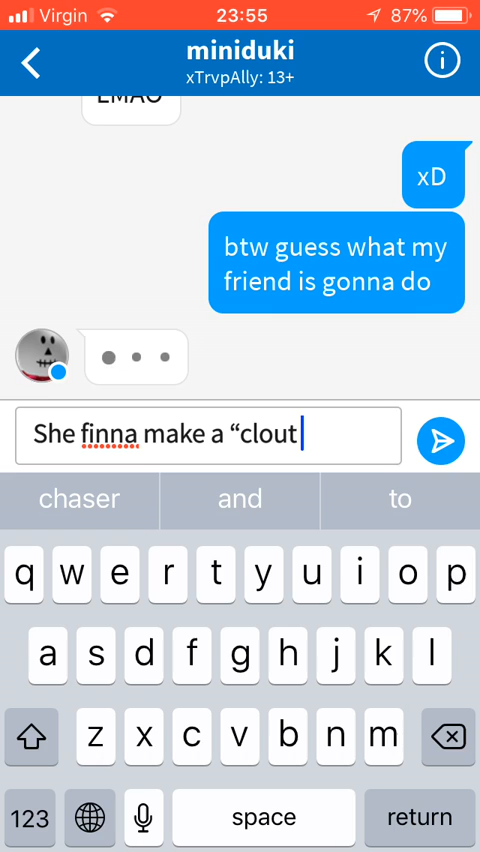 Virgin 23:55 87%
miniduki
xTrvpAlly: 13+
LMAO
xD
btw guess what my
friend is gonna do
She finna make a “clout
chaser and to
q w e r t y u i o p
a s d f g h j k l
z x c v b n m
123 space return